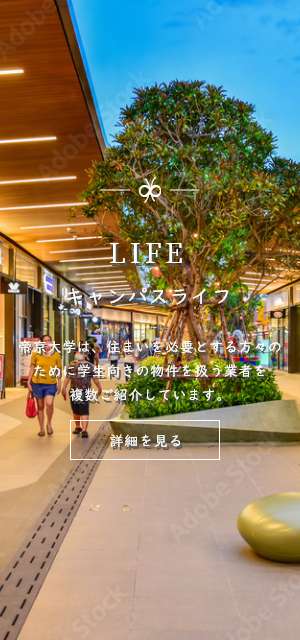 LIFE
キャンパスライフ
帝京大学は、住まいを必要とする方々の
ために学生向きの物件を扱う業者を
複数ご紹介しています。
詳細を見る
Adobe Stock